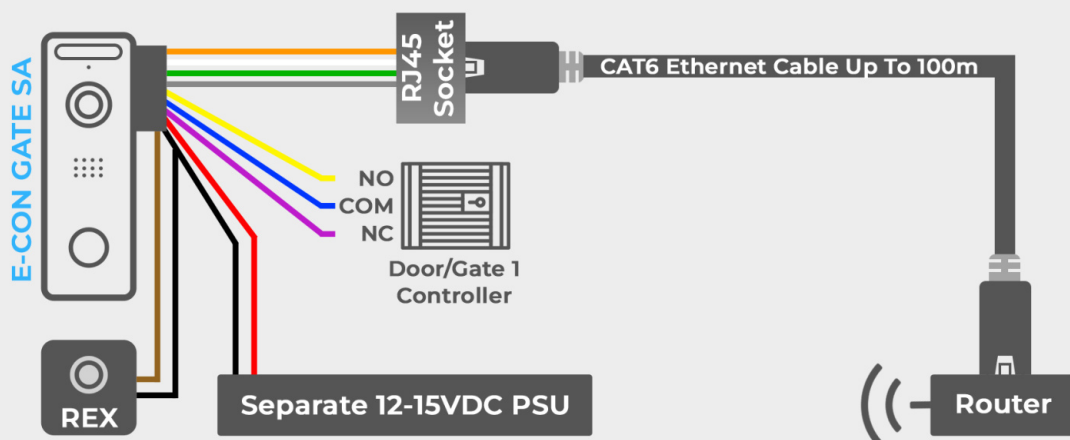 E-CON GATE SA
RJ45
Socket
CAT6 Ethernet Cable Up To 100m
NO
COM
NC
Door/Gate 1
Controller
REX
Separate 12-15VDC PSU
Router